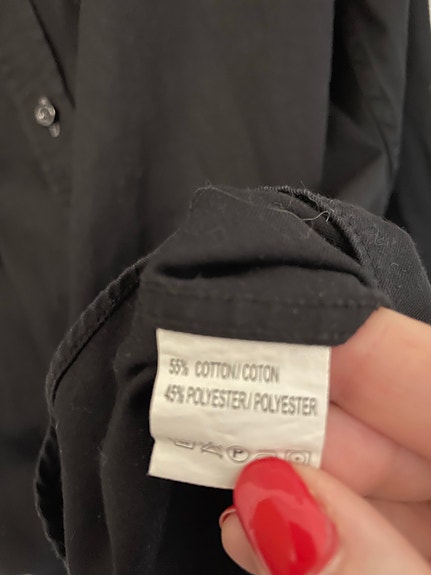 55% COTTON/COTON
45% POLYESTER/POLYESTER
P